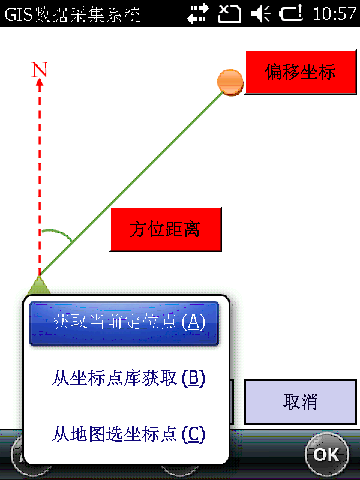 GIS数据采集系统 10:57
N
偏移坐标
方位距离
获取当前定位点(A)
从坐标点库获取(B)
从地图选坐标点(C)
取消
OK